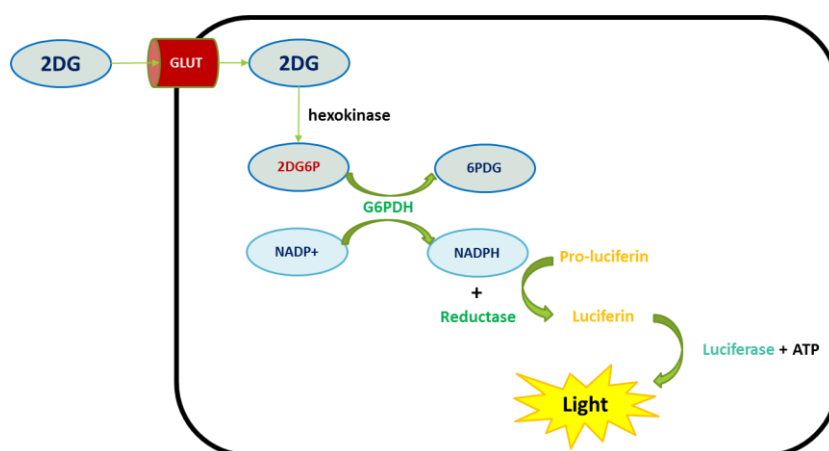 2DG
GLUT
2DG
hexokinase
2DG6P
6PDG
G6PDH
NADP+
NADPH
Pro-luciferin
+
Reductase
Luciferin
Luciferase + ATP
Light